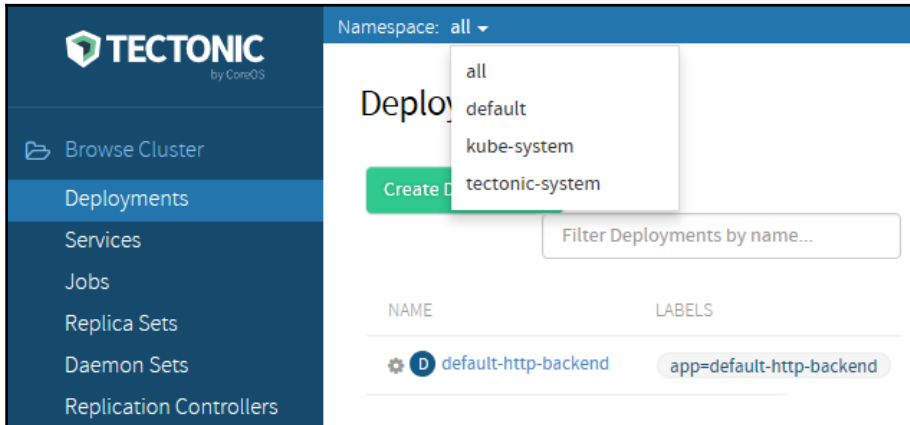 TECTONIC
by CoreOS
Browse Cluster
Deployments
Services
Jobs
Replica Sets
Daemon Sets
Replication Controllers
Namespace: all
all
default
kube-system
tectonic-system
Deploy
Create D
Filter Deployments by name...
NAME LABELS
D default-http-backend app=default-http-backend